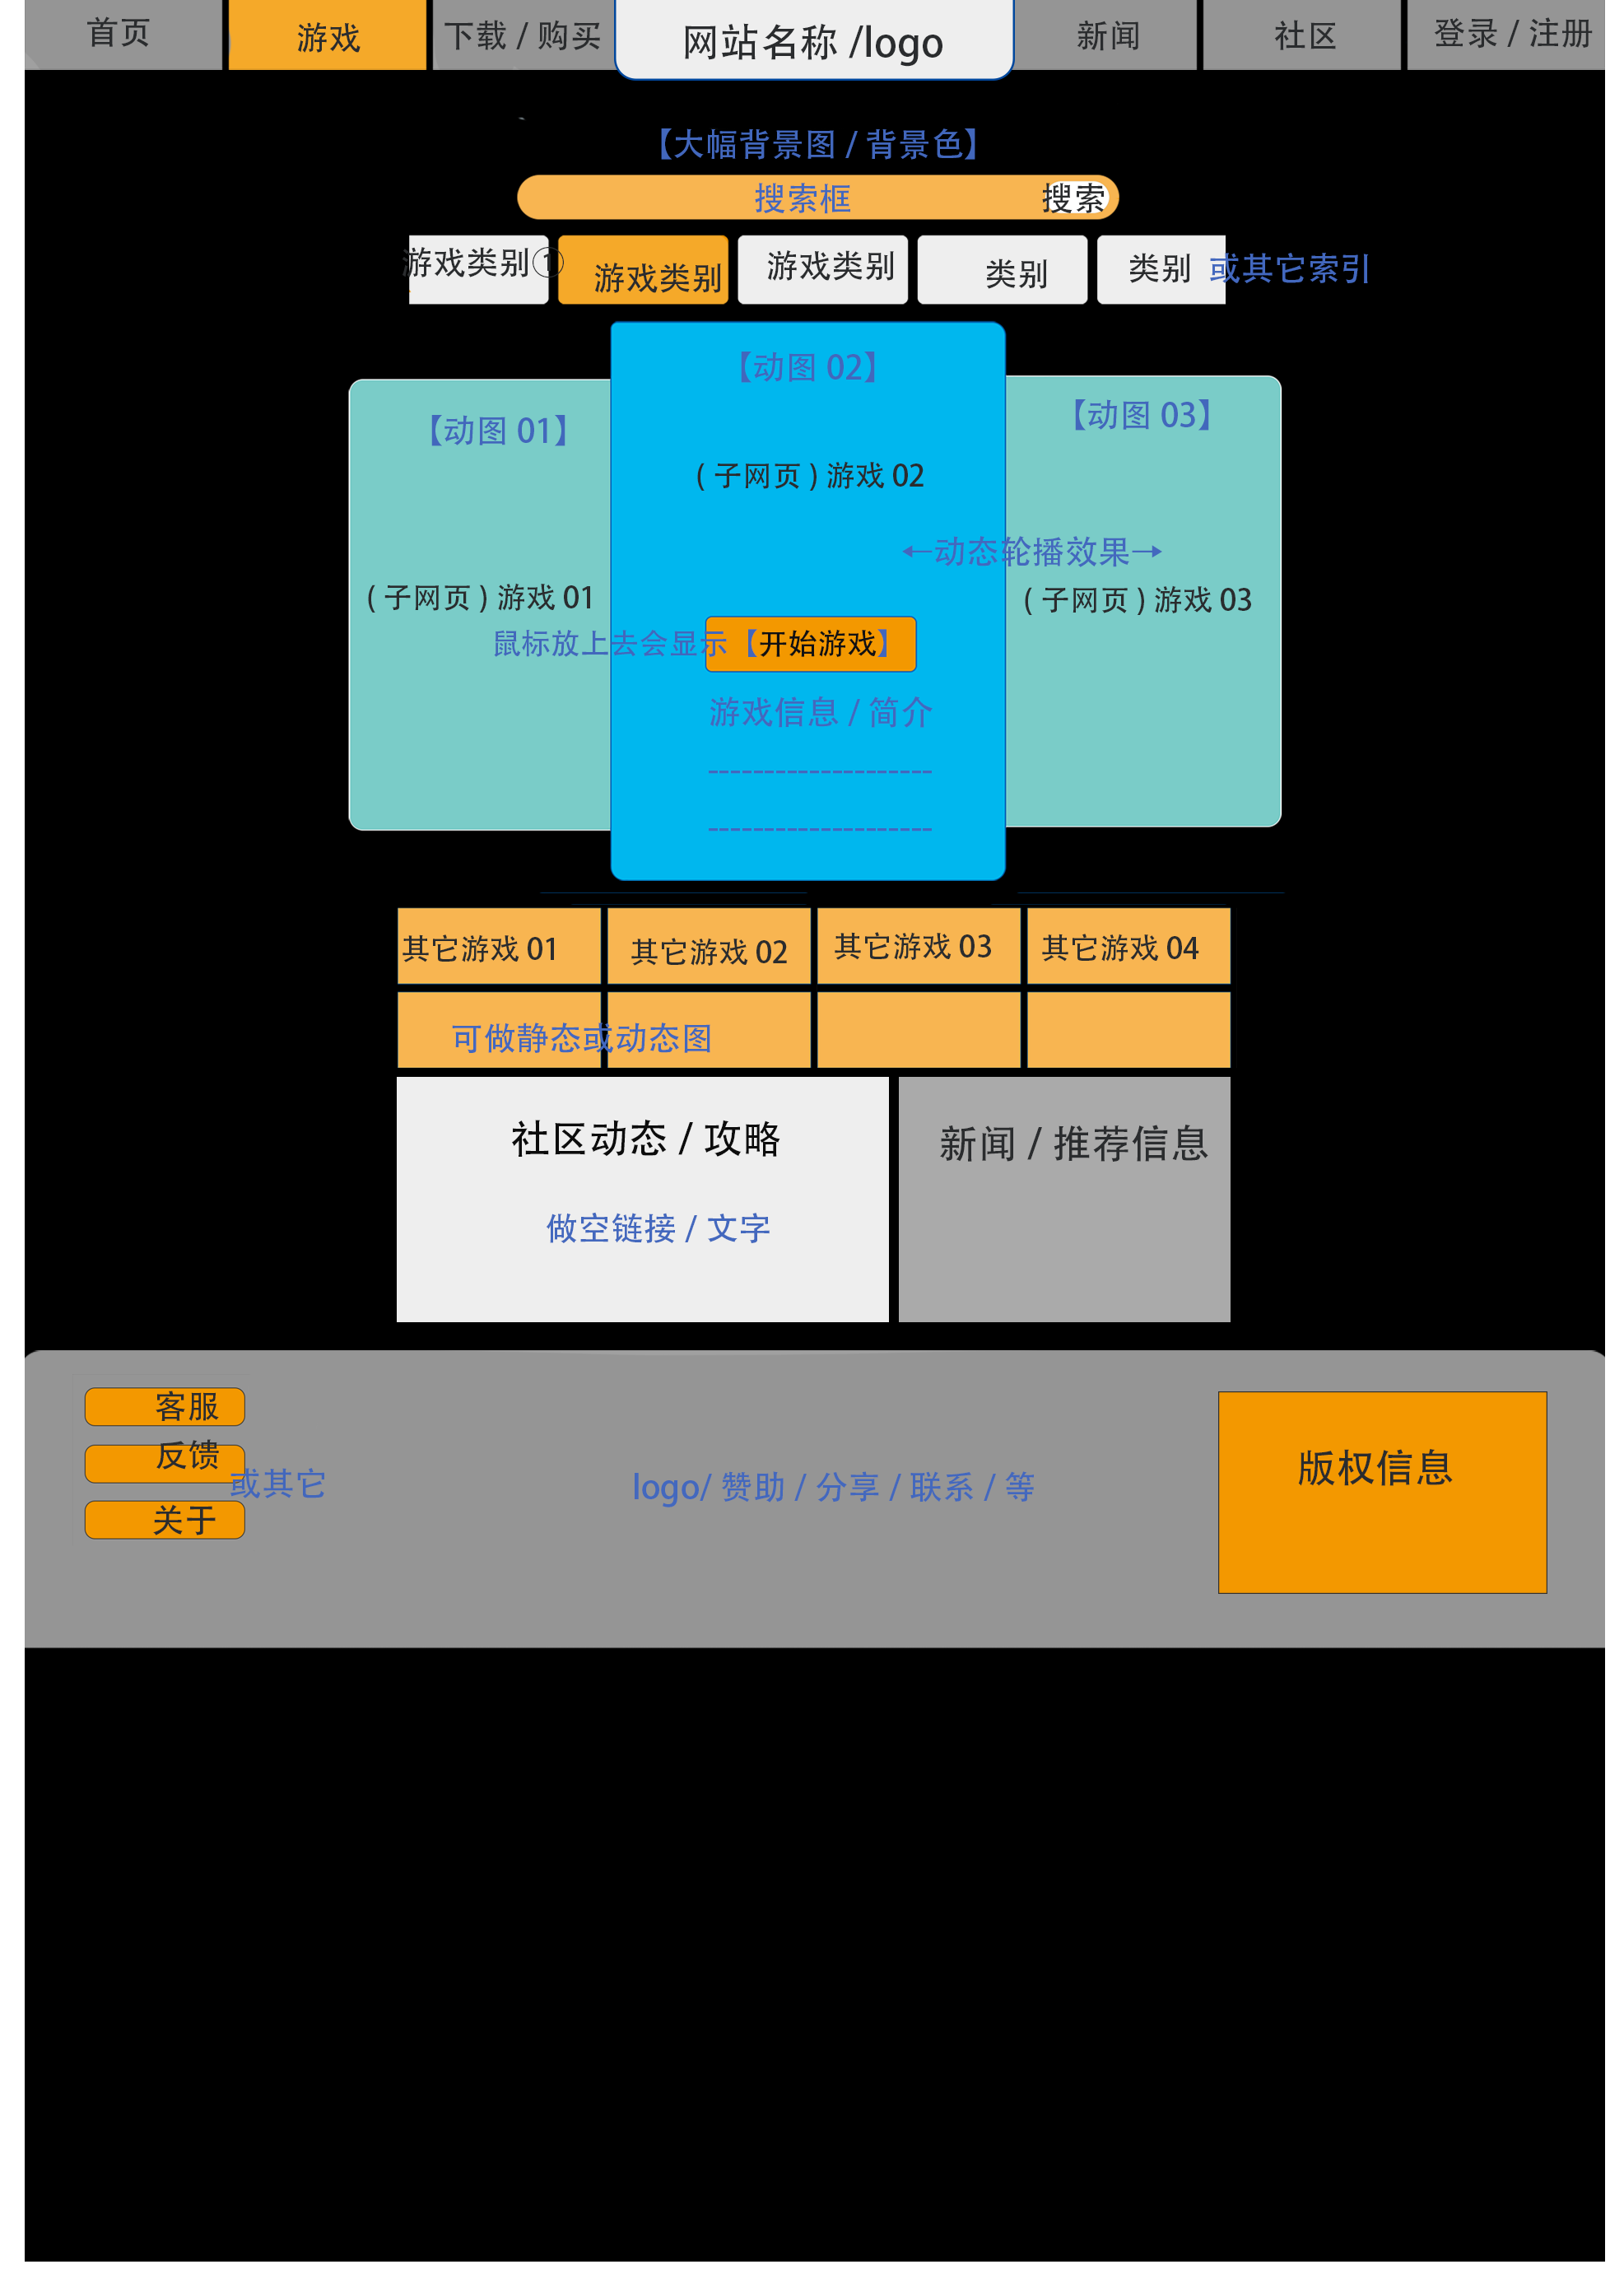 首页
游戏
下载 / 购买
网站名称 /logo
新闻
社区
登录 / 注册
【大幅背景图 / 背景色】
搜索框
搜索
游戏类别①
游戏类别
游戏类别
类别
类别
或其它索引
【动图 02】
【动图 01】
【动图 03】
( 子网页 ) 游戏 02
←动态轮播效果→
( 子网页 ) 游戏 01
( 子网页 ) 游戏 03
鼠标放上去会显示【开始游戏】
游戏信息 / 简介
--------------------
--------------------
其它游戏 01
其它游戏 02
其它游戏 03
其它游戏 04
可做静态或动态图
社区动态 / 攻略
新闻 / 推荐信息
做空链接 / 文字
客服
反馈
或其它
关于
logo/ 赞助 / 分享 / 联系 / 等
版权信息